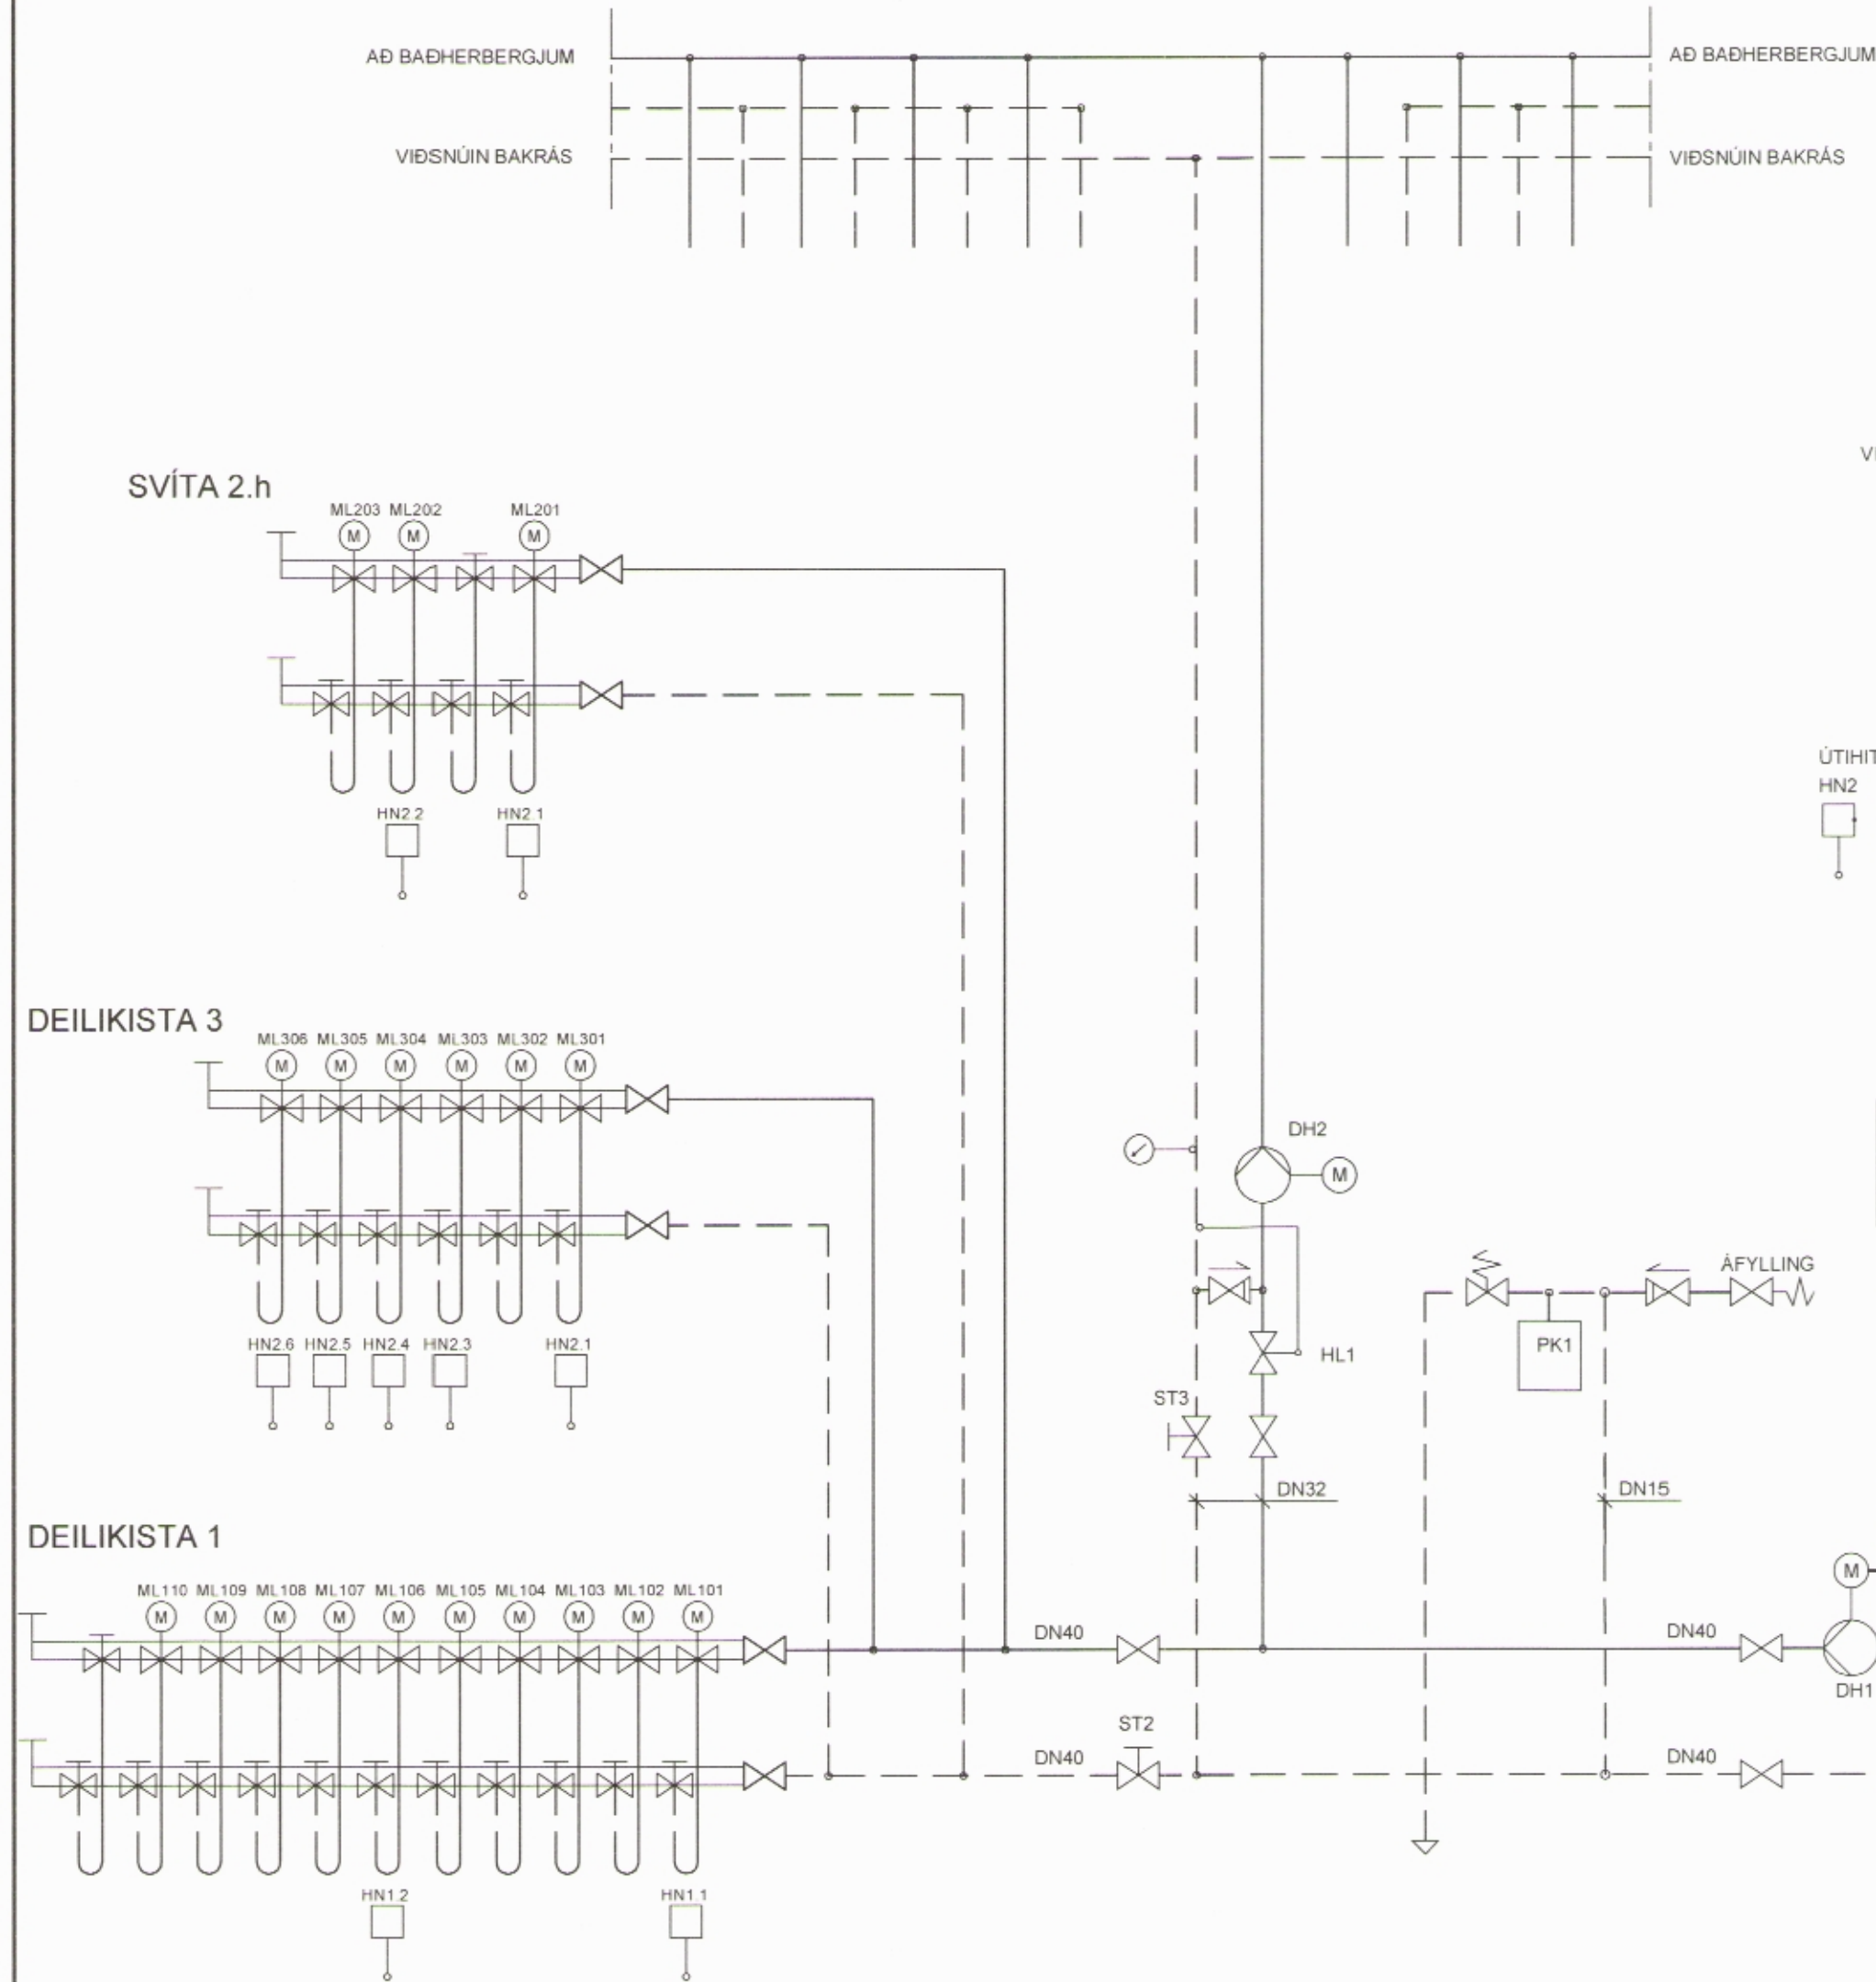 AÐ BAÐHERBERGJUM
AÐ BAÐHERBERGJUM
VIÐSNÚIN BAKRÁS
VIÐSNÚIN BAKRÁS
SVÍTA 2.h
ML203 ML202 ML201
M M M
HN2.2 HN2.1
HN2
DEILIKISTA 3
ML306 ML305 ML304 ML303 ML302 ML301
M M M M M M
DH2
M
HN2.6 HN2.5 HN2.4 HN2.3 HN2.1
ÁFYLLING
PK1
HL1
ST3
DN32
DN15
DEILIKISTA 1
ML110 ML109 ML108 ML107 ML106 ML105 ML104 ML103 ML102 ML101
M M M M M M M M M M
M
DN40
DN40
DH1
ST2
DN40
DN40
HN1.2 HN1.1